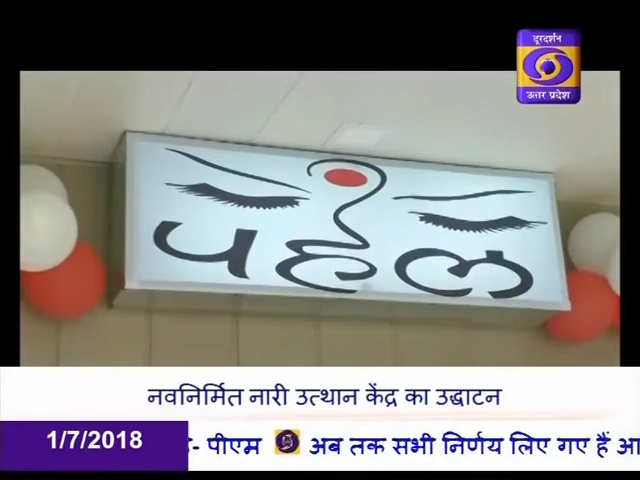 दूरदर्शन
उत्तर प्रदेश
पहल
नवनिर्मित नारी उत्थान केंद्र का उद्घाटन
1/7/2018
- पीएम अब तक सभी निर्णय लिए गए हैं आ